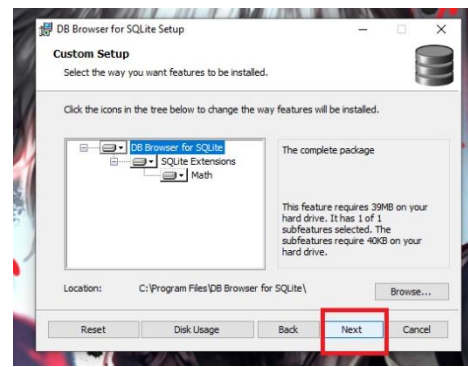 DB Browser for SQLite Setup
Custom Setup
Select the way you want features to be installed.
Click the icons in the tree below to change the way features will be installed.
DB Browser for SQLite
SQLite Extensions
Math
The complete package
This feature requires 39MB on your
hard drive. It has 1 of 1
subfeatures selected. The
subfeatures require 40KB on your
hard drive.
Location: C:\Program Files\DB Browser for SQLite\
Browse...
Reset Disk Usage Back Next Cancel